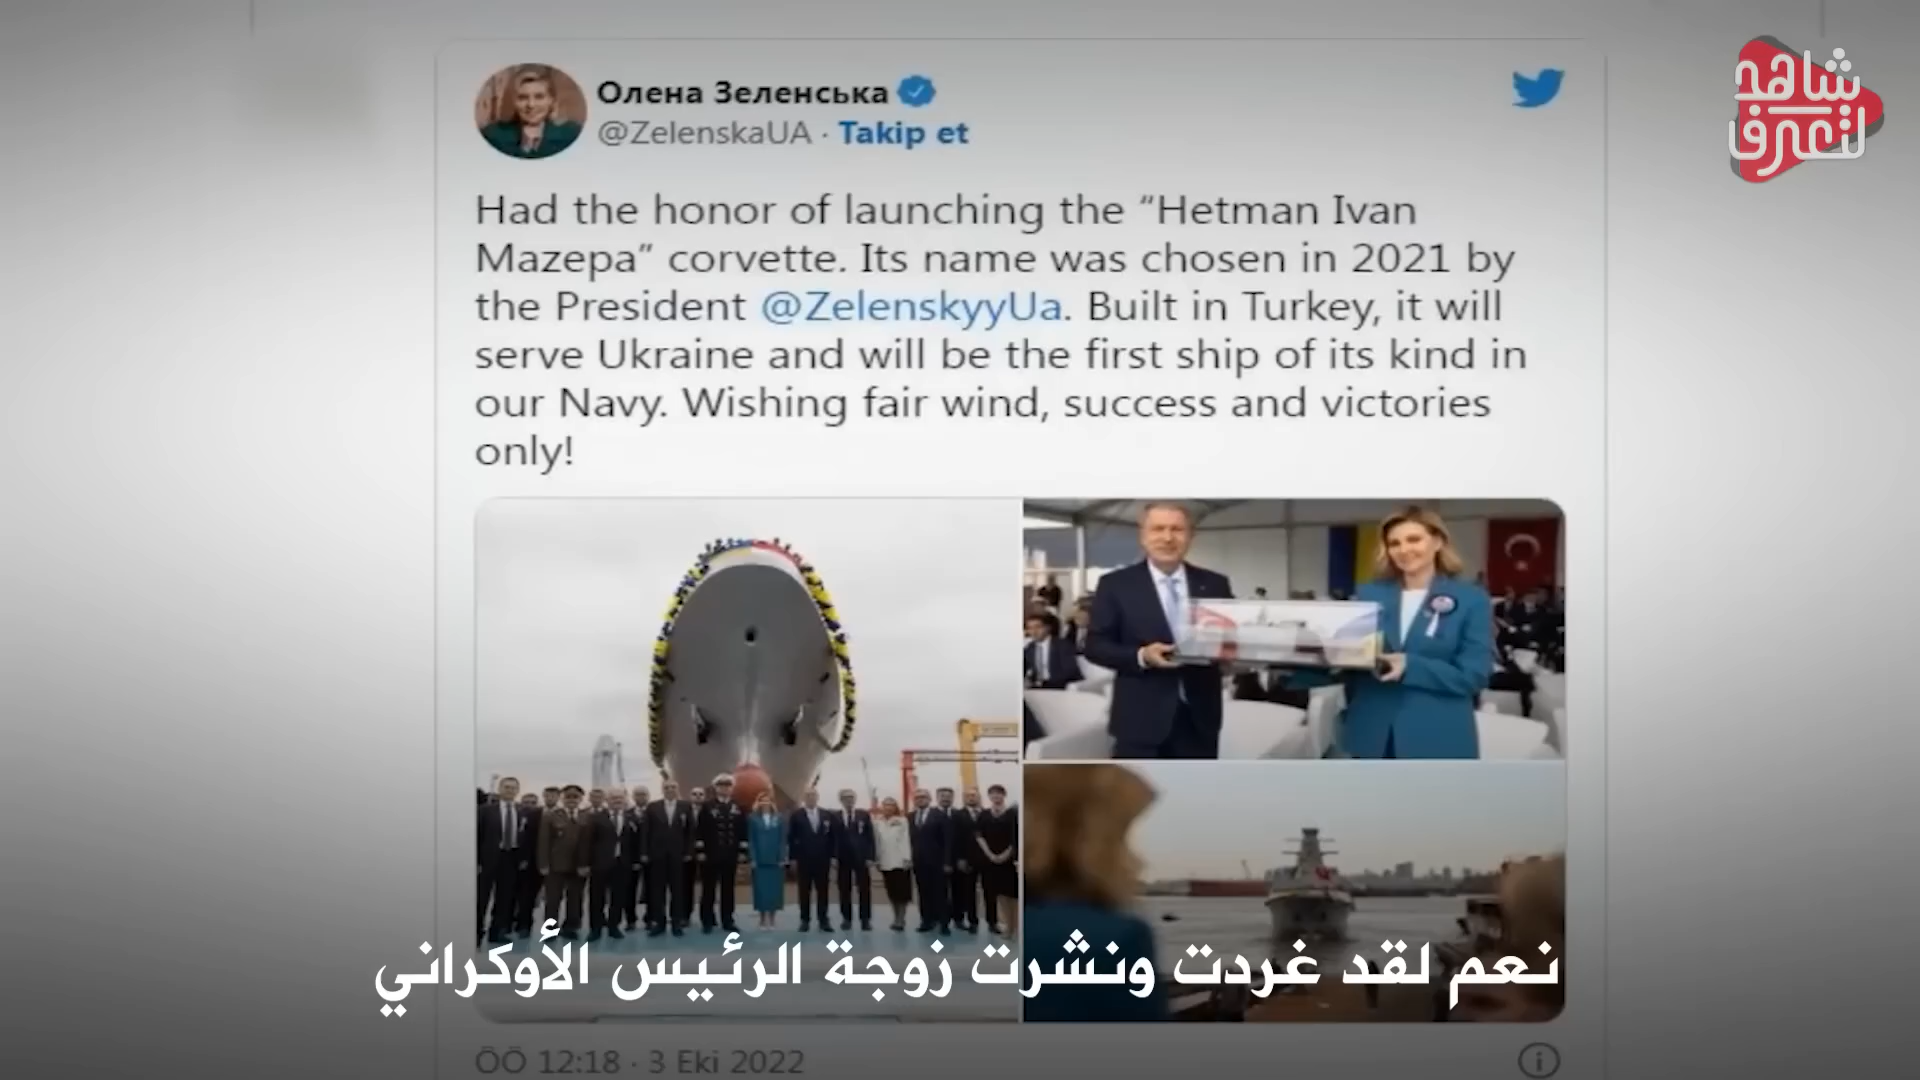 Олена Зеленська
@ZelenskaUA · Takip et
شاهد
لتعرف
Had the honor of launching the “Hetman Ivan
Mazepa” corvette. Its name was chosen in 2021 by
the President @ZelenskyyUa. Built in Turkey, it will
serve Ukraine and will be the first ship of its kind in
our Navy. Wishing fair wind, success and victories
only!
نعم لقد غردت ونشرت زوجة الرئيس الأوكراني
ÖÖ 12:18 · 3 Eki 2022